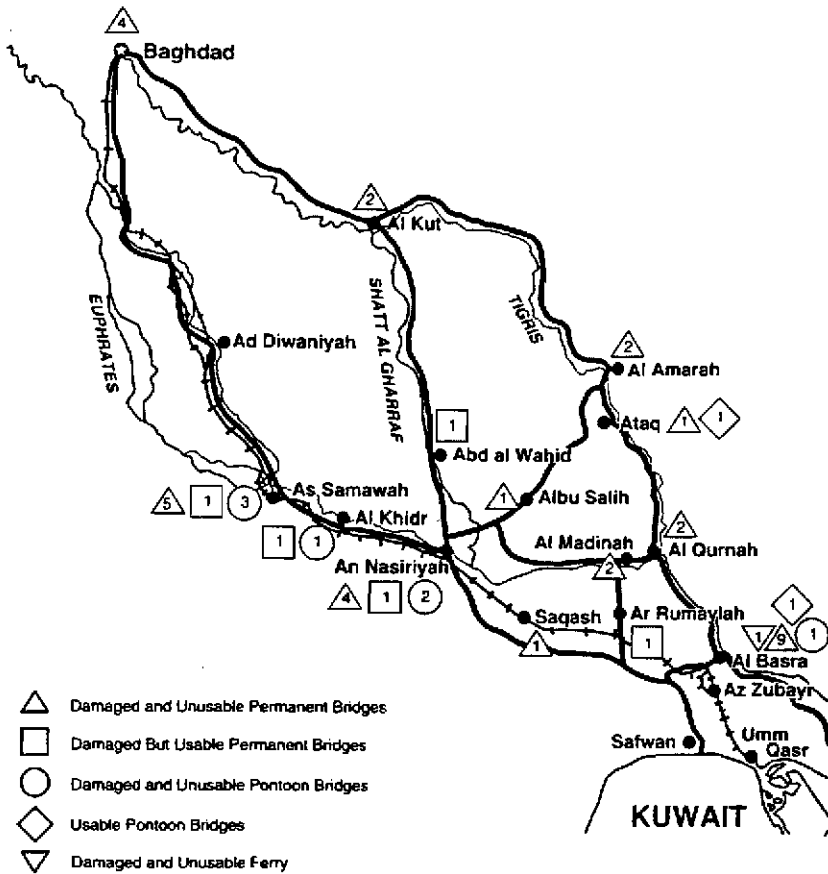 4
Baghdad
2
Al Kut
EUPHRATES
SHATT AL GHARRAF
TIGRIS
Ad Diwaniyah
2
Al Amarah
1
Ataq
1
1
Abd al Wahid
As Samawah
5
1
3
Al Khidr
1
1
1
Albu Salih
2
Al Madinah
Al Qurnah
An Nasiriyah
2
4
1
2
Saqash
Ar Rumaylah
1
1
1
1
9
1
Al Basra
Az Zubayr
Safwan
Umm
Qasr
KUWAIT
Damaged and Unusable Permanent Bridges
Damaged But Usable Permanent Bridges
Damaged and Unusable Pontoon Bridges
Usable Pontoon Bridges
Damaged and Unusable Ferry